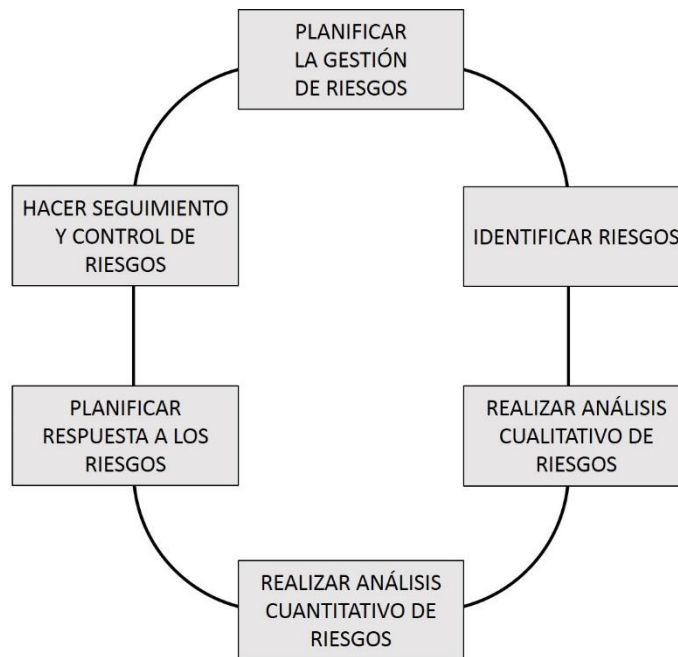 PLANIFICAR
LA GESTIÓN
DE RIESGOS
IDENTIFICAR RIESGOS
REALIZAR ANÁLISIS
CUALITATIVO DE
RIESGOS
REALIZAR ANÁLISIS
CUANTITATIVO DE
RIESGOS
PLANIFICAR
RESPUESTA A LOS
RIESGOS
HACER SEGUIMIENTO
Y CONTROL DE
RIESGOS